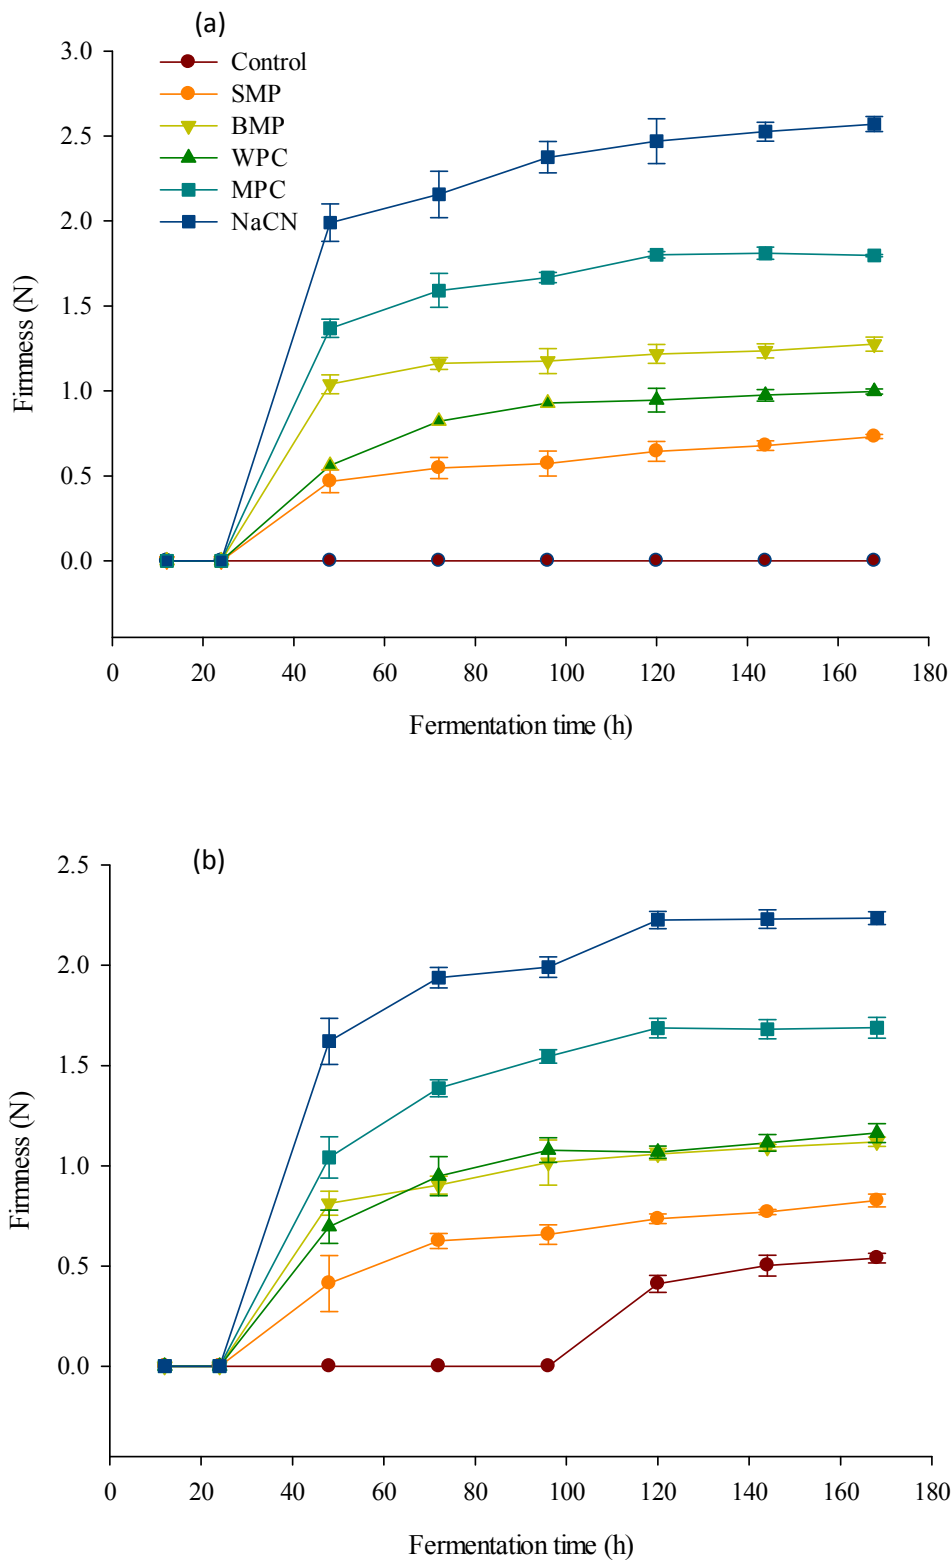 (a)
3.0
2.5
2.0
1.5
1.0
0.5
0.0
Firmness (N)
Control
SMP
BMP
WPC
MPC
NaCN
0 20 40 60 80 100 120 140 160 180
Fermentation time (h)
(b)
2.5
2.0
1.5
1.0
0.5
0.0
Firmness (N)
0 20 40 60 80 100 120 140 160 180
Fermentation time (h)